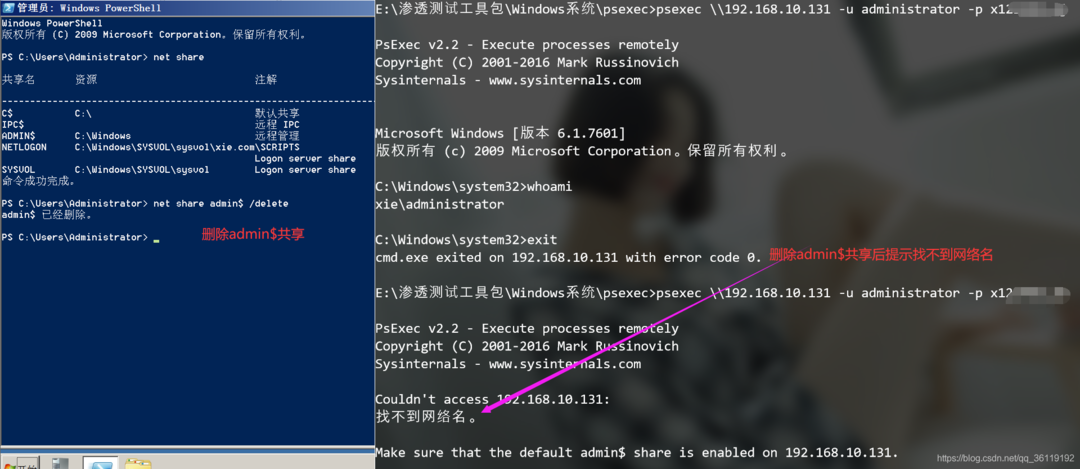 管理员: Windows PowerShell
Windows PowerShell
版权所有 (C) 2009 Microsoft Corporation。保留所有权利。
PS C:\Users\Administrator> net share
共享名 资源 注解
-------------------------------------------------------------------------------
C$ C:\ 默认共享
IPC$ 远程 IPC
ADMIN$ C:\Windows 远程管理
NETLOGON C:\Windows\SYSVOL\sysvol\xie.com\SCRIPTS
Logon server share
SYSVOL C:\Windows\SYSVOL\sysvol Logon server share
命令成功完成。
PS C:\Users\Administrator> net share admin$ /delete
admin$ 已经删除。
PS C:\Users\Administrator> _
删除admin$共享
开始
E:\渗透测试工具包\Windows系统\psexec>psexec \\192.168.10.131 -u administrator -p x12
PsExec v2.2 - Execute processes remotely
Copyright (C) 2001-2016 Mark Russinovich
Sysinternals - www.sysinternals.com
Microsoft Windows [版本 6.1.7601]
版权所有 (c) 2009 Microsoft Corporation。保留所有权利。
C:\Windows\system32>whoami
xie\administrator
C:\Windows\system32>exit
cmd.exe exited on 192.168.10.131 with error code 0.
删除admin$共享后提示找不到网络名
E:\渗透测试工具包\Windows系统\psexec>psexec \\192.168.10.131 -u administrator -p x12
PsExec v2.2 - Execute processes remotely
Copyright (C) 2001-2016 Mark Russinovich
Sysinternals - www.sysinternals.com
Couldn't access 192.168.10.131:
找不到网络名。
Make sure that the default admin$ share is enabled on 192.168.10.131.
https://blog.csdn.net/qq_36119192